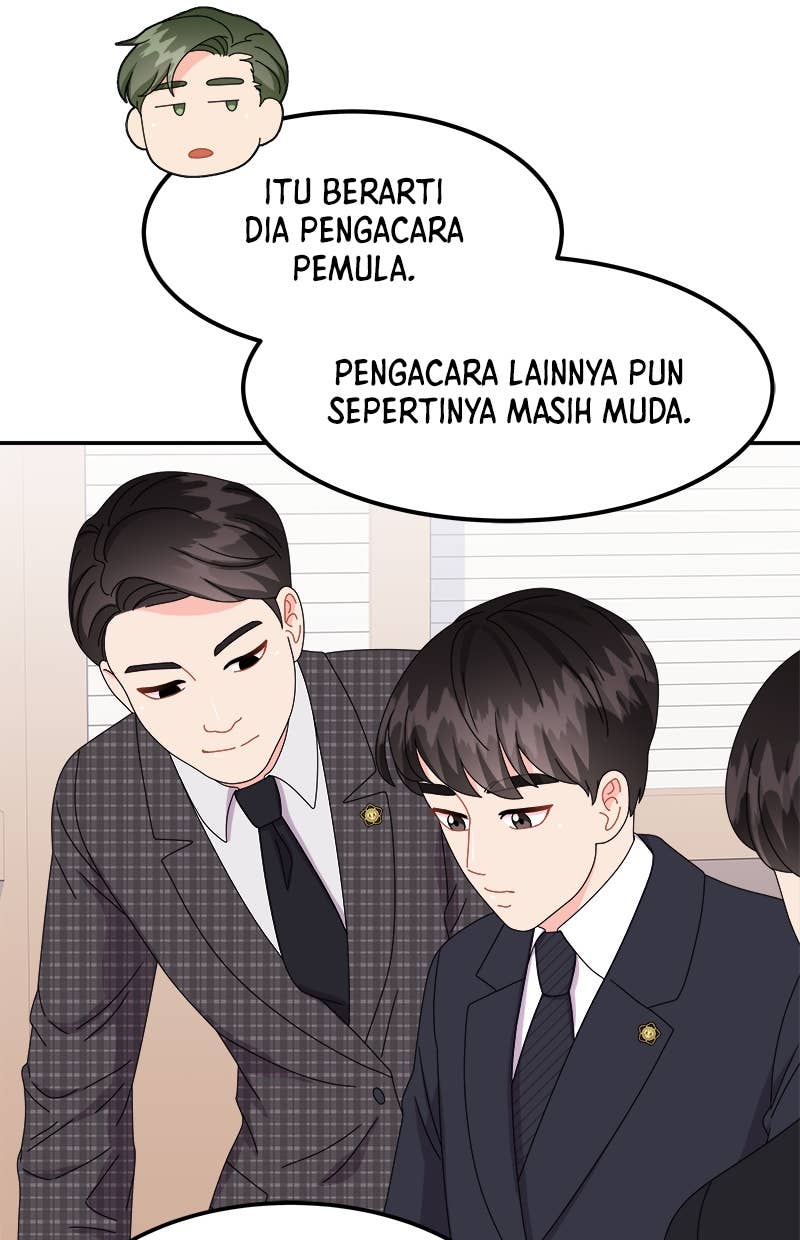 ITU BERARTI
DIA PENGACARA
PEMULA.
PENGACARA LAINNYA PUN
SEPERTINYA MASIH MUDA.